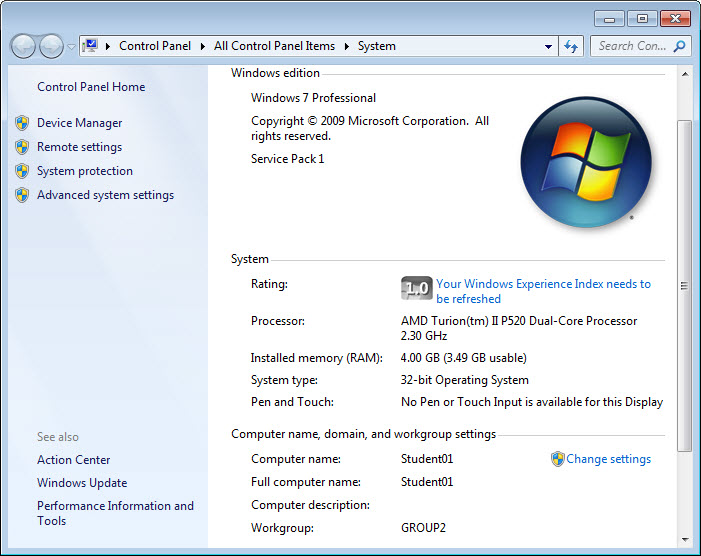 Control Panel
All Control Panel Items
System
Search Con...
Control Panel Home
Device Manager
Remote settings
System protection
Advanced system settings
See also
Action Center
Windows Update
Performance Information and
Tools
Windows edition
Windows 7 Professional
Copyright © 2009 Microsoft Corporation.  All
rights reserved.
Service Pack 1
System
Rating:
1.0
Your Windows Experience Index needs to
be refreshed
Processor:
AMD Turion(tm) II P520 Dual-Core Processor
2.30 GHz
Installed memory (RAM):
4.00 GB (3.49 GB usable)
System type:
32-bit Operating System
Pen and Touch:
No Pen or Touch Input is available for this Display
Computer name, domain, and workgroup settings
Computer name:
Student01
Change settings
Full computer name:
Student01
Computer description:
Workgroup:
GROUP2